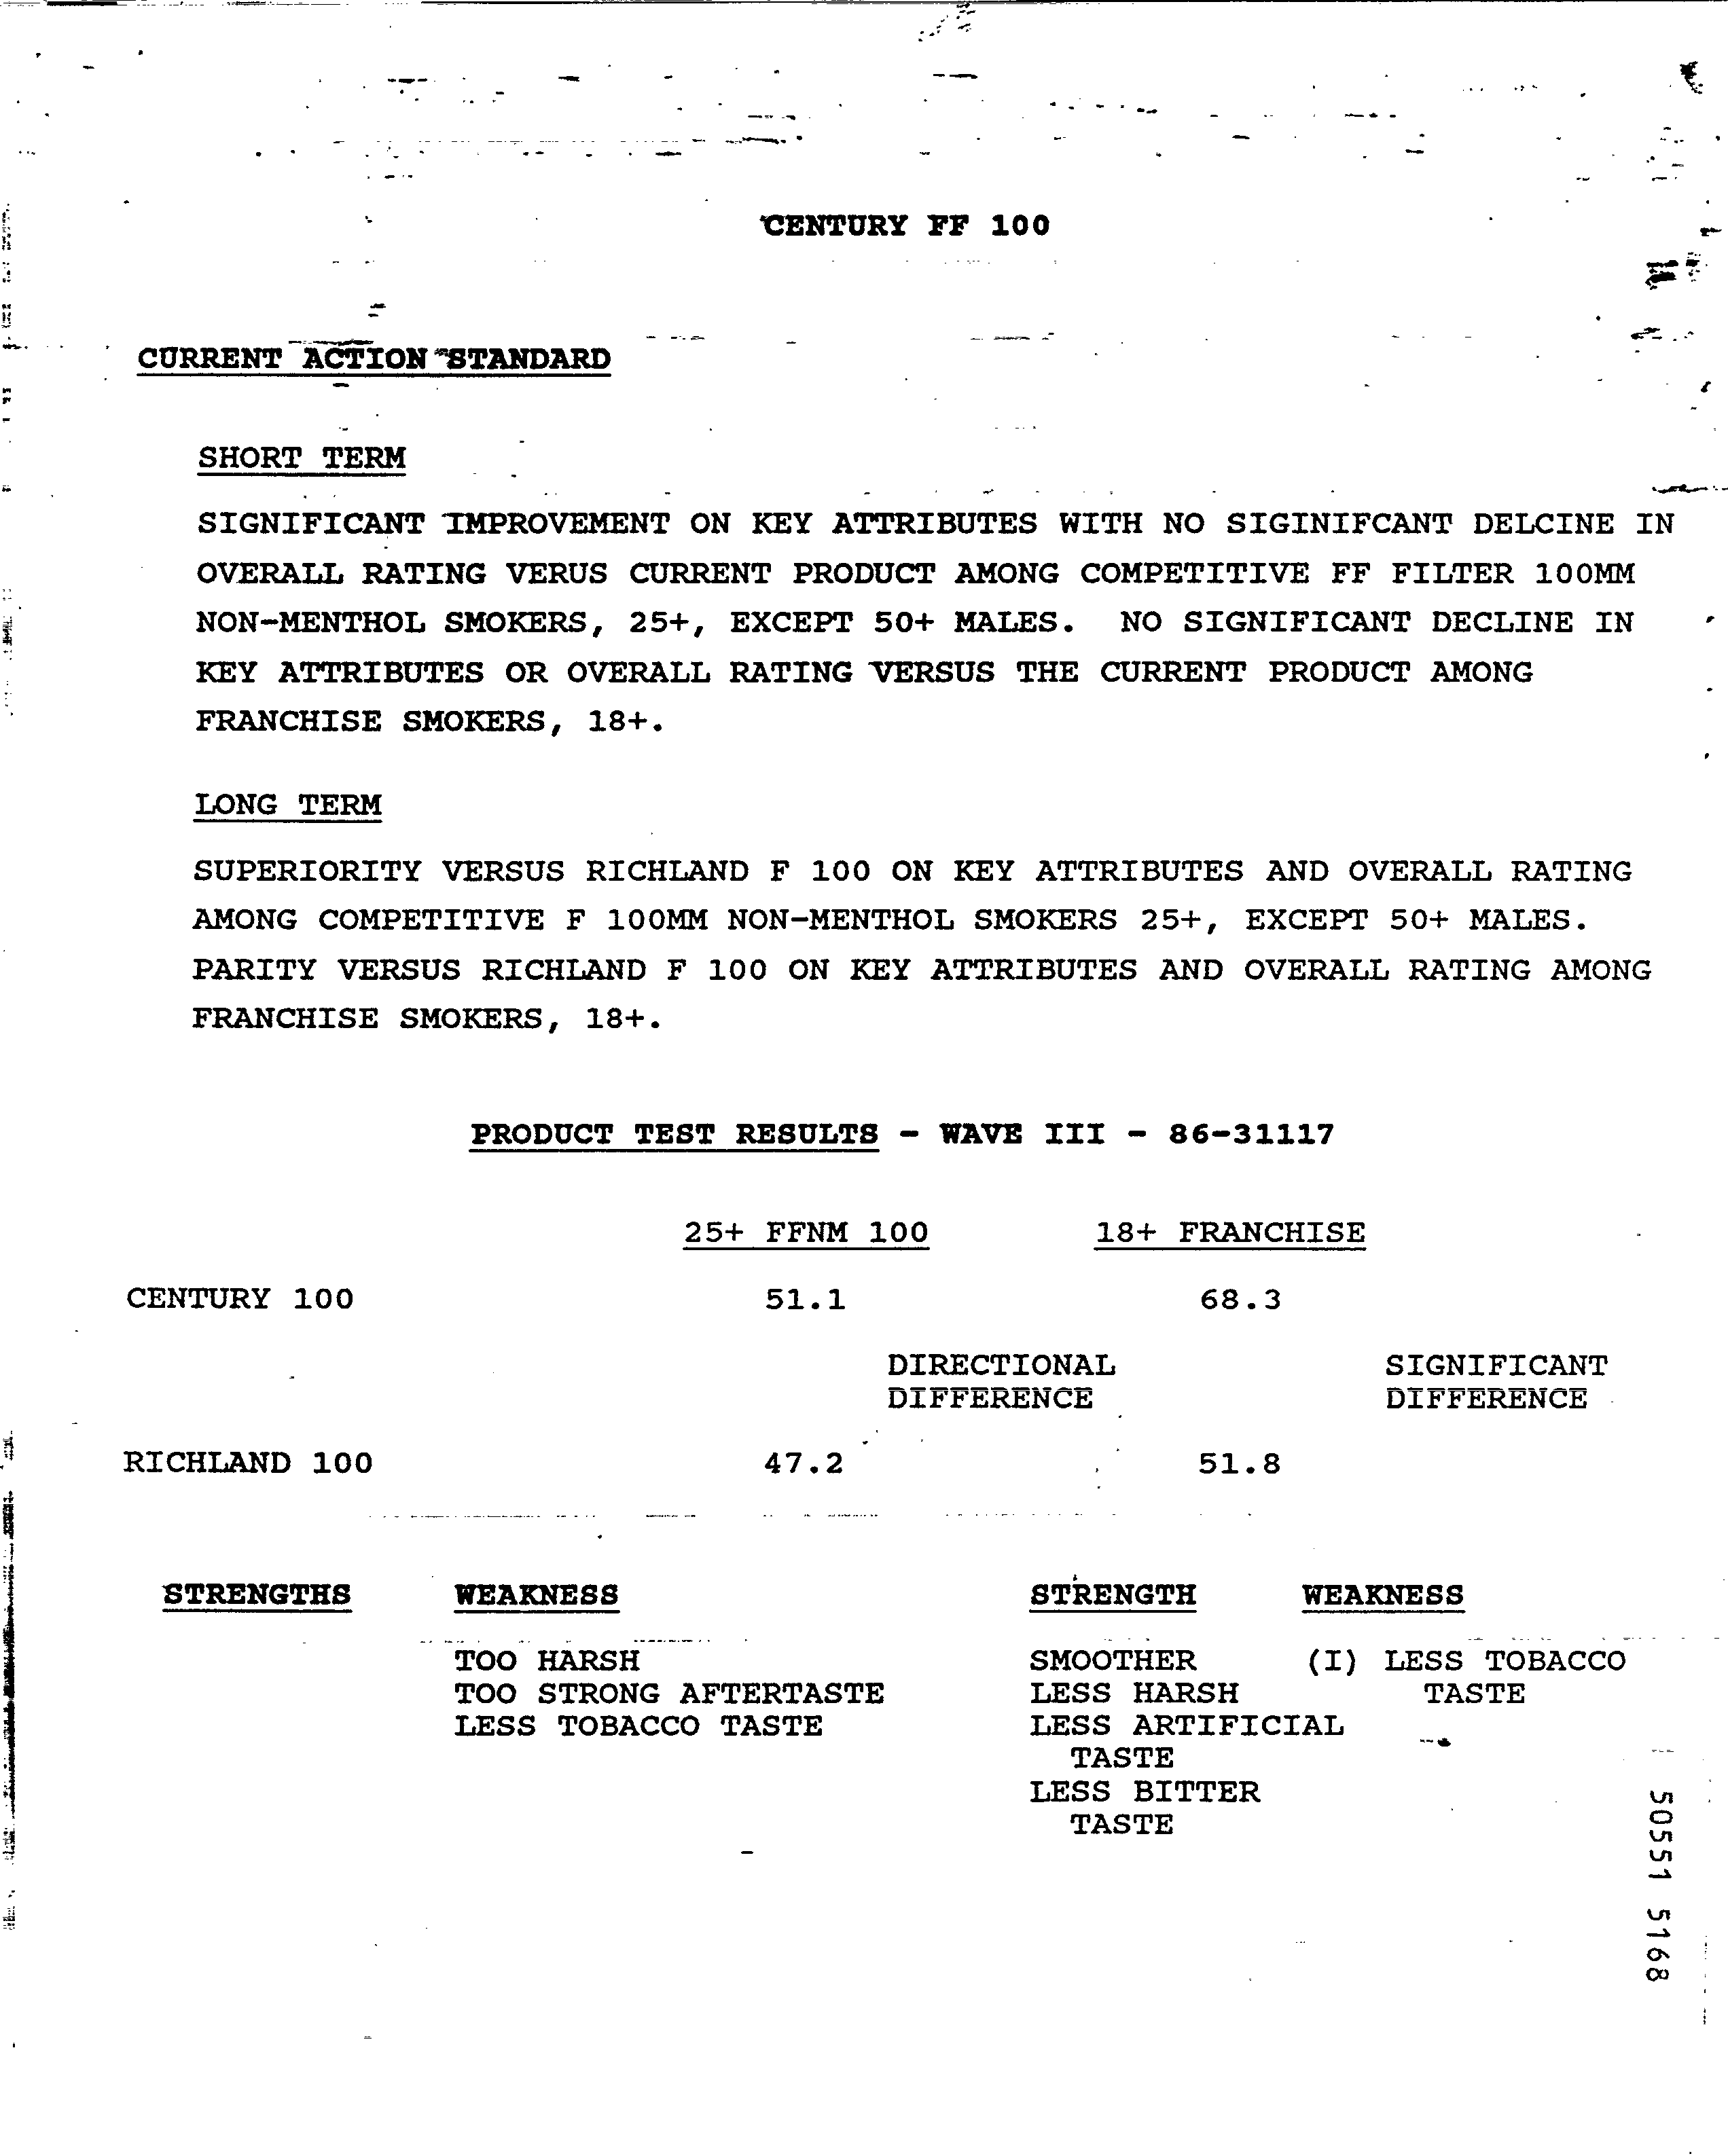 CENTURY FF 100
CURRENT ACTION STANDARD
SHORT TERM
SIGNIFICANT IMPROVEMENT ON KEY ATTRIBUTES WITH NO SIGINIFCANT DELCINE IN
OVERALL RATING VERUS CURRENT PRODUCT AMONG COMPETITIVE FF FILTER 100MM
NON-MENTHOL SMOKERS, 25+, EXCEPT 50+ MALES. NO SIGNIFICANT DECLINE IN
KEY ATTRIBUTES OR OVERALL RATING VERSUS THE CURRENT PRODUCT AMONG
FRANCHISE SMOKERS, 18+.
LONG TERM
SUPERIORITY VERSUS RICHLAND F 100 ON KEY ATTRIBUTES AND OVERALL RATING
AMONG COMPETITIVE F 100MM NON-MENTHOL SMOKERS 25+, EXCEPT 50+ MALES.
PARITY VERSUS RICHLAND F 100 ON KEY ATTRIBUTES AND OVERALL RATING AMONG
FRANCHISE SMOKERS, 18+.
PRODUCT TEST RESULTS - WAVE III - 86-31117
25+ FFNM 100 18+ FRANCHISE
CENTURY 100 51.1 68.3
DIRECTIONAL SIGNIFICANT
DIFFERENCE DIFFERENCE
RICHLAND 100 47.2 51.8
STRENGTHS WEAKNESS STRENGTH WEAKNESS
TOO HARSH SMOOTHER (I) LESS TOBACCO
TOO STRONG AFTERTASTE LESS HARSH TASTE
LESS TOBACCO TASTE LESS ARTIFICIAL
TASTE
LESS BITTER
TASTE
50551 5168